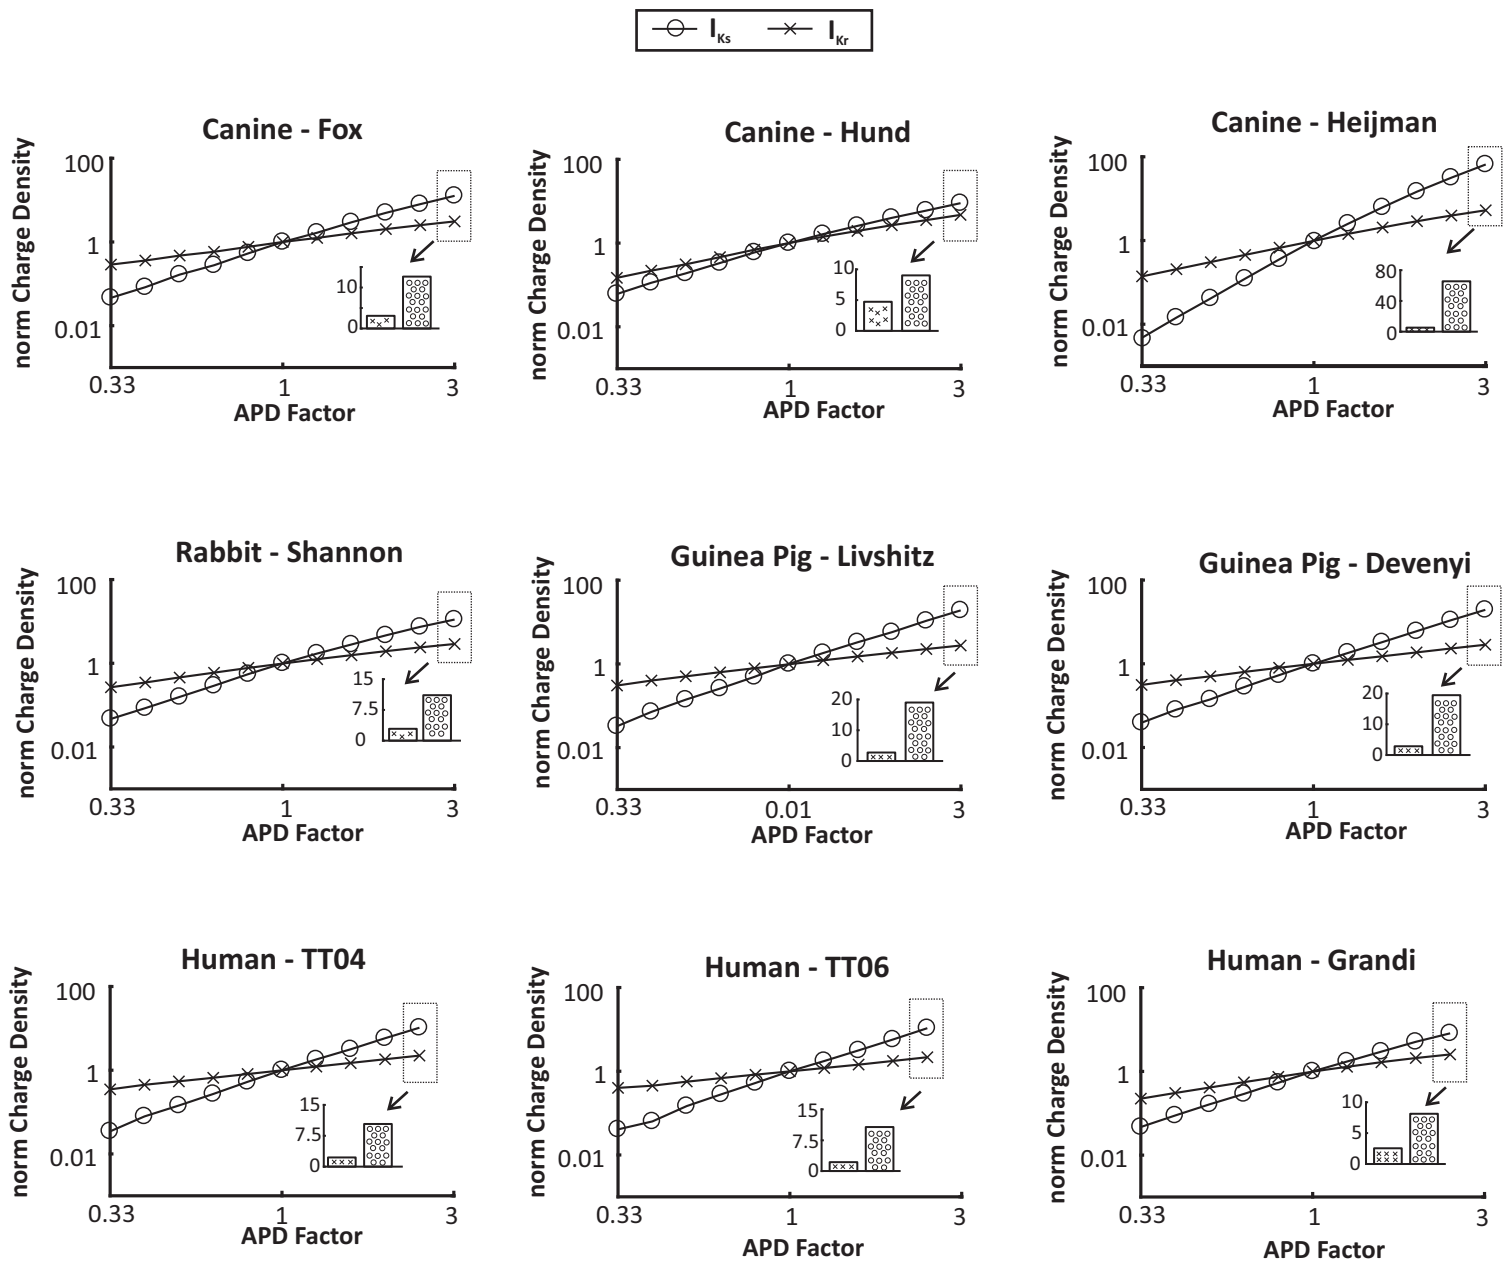 I Ks I Kr
Canine - Fox
norm Charge Density
100
1
0.01
10
0
0.33 1 3
APD Factor
Canine - Hund
norm Charge Density
100
1
0.01
10
5
0
0.33 1 3
APD Factor
Canine - Heijman
norm Charge Density
100
1
0.01
80
40
0
0.33 1 3
APD Factor
Rabbit - Shannon
norm Charge Density
100
1
0.01
15
7.5
0
0.33 1 3
APD Factor
Guinea Pig - Livshitz
norm Charge Density
100
1
0.01
20
10
0
0.33 0.01 3
APD Factor
Guinea Pig - Devenyi
norm Charge Density
100
1
0.01
20
10
0
0.33 1 3
APD Factor
Human - TT04
norm Charge Density
100
1
0.01
15
7.5
0
0.33 1 3
APD Factor
Human - TT06
norm Charge Density
100
1
0.01
15
7.5
0
0.33 1 3
APD Factor
Human - Grandi
norm Charge Density
100
1
0.01
10
5
0
0.33 1 3
APD Factor